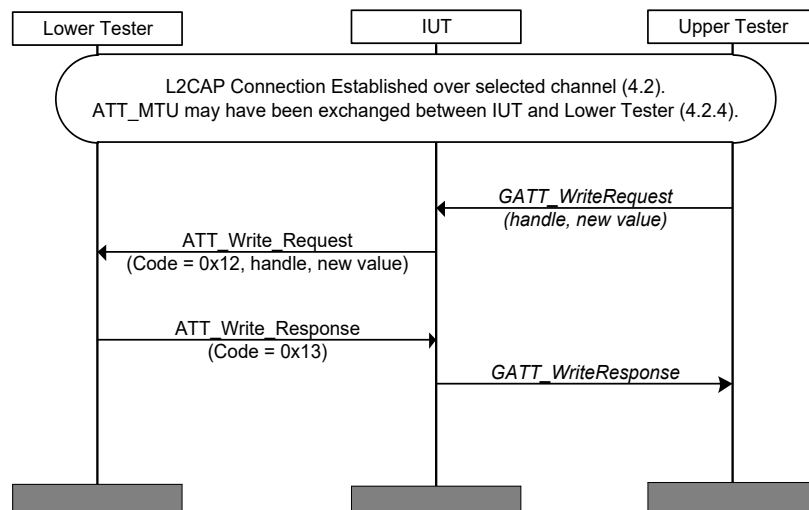 Lower Tester
IUT
Upper Tester
L2CAP Connection Established over selected channel (4.2).
ATT_MTU may have been exchanged between IUT and Lower Tester (4.2.4).
GATT_WriteRequest
(handle, new value)
ATT_Write_Request
(Code = 0x12, handle, new value)
ATT_Write_Response
(Code = 0x13)
GATT_WriteResponse